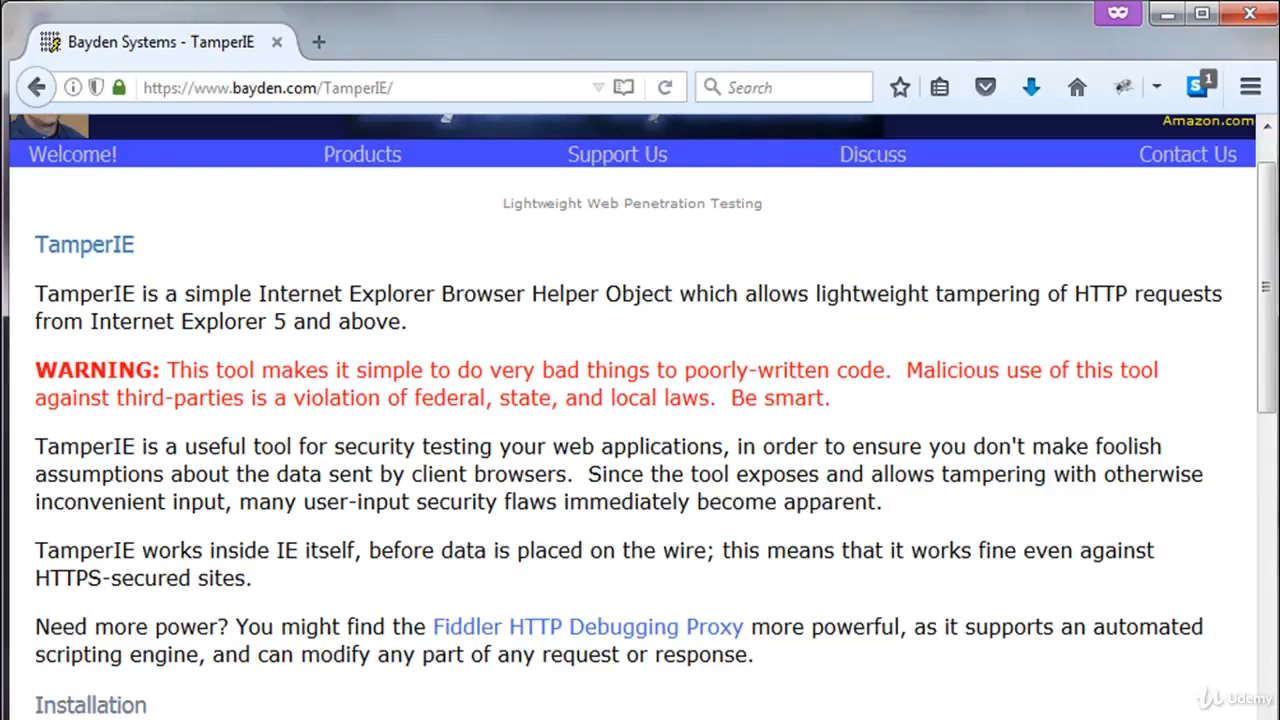 Bayden Systems - TamperIE
https://www.bayden.com/TamperIE/
Search
1
Amazon.com
Welcome! Products Support Us Discuss Contact Us
Lightweight Web Penetration Testing
TamperIE
TamperIE is a simple Internet Explorer Browser Helper Object which allows lightweight tampering of HTTP requests
from Internet Explorer 5 and above.
WARNING: This tool makes it simple to do very bad things to poorly-written code. Malicious use of this tool
against third-parties is a violation of federal, state, and local laws. Be smart.
TamperIE is a useful tool for security testing your web applications, in order to ensure you don't make foolish
assumptions about the data sent by client browsers. Since the tool exposes and allows tampering with otherwise
inconvenient input, many user-input security flaws immediately become apparent.
TamperIE works inside IE itself, before data is placed on the wire; this means that it works fine even against
HTTPS-secured sites.
Need more power? You might find the Fiddler HTTP Debugging Proxy more powerful, as it supports an automated
scripting engine, and can modify any part of any request or response.
Installation
Udemy